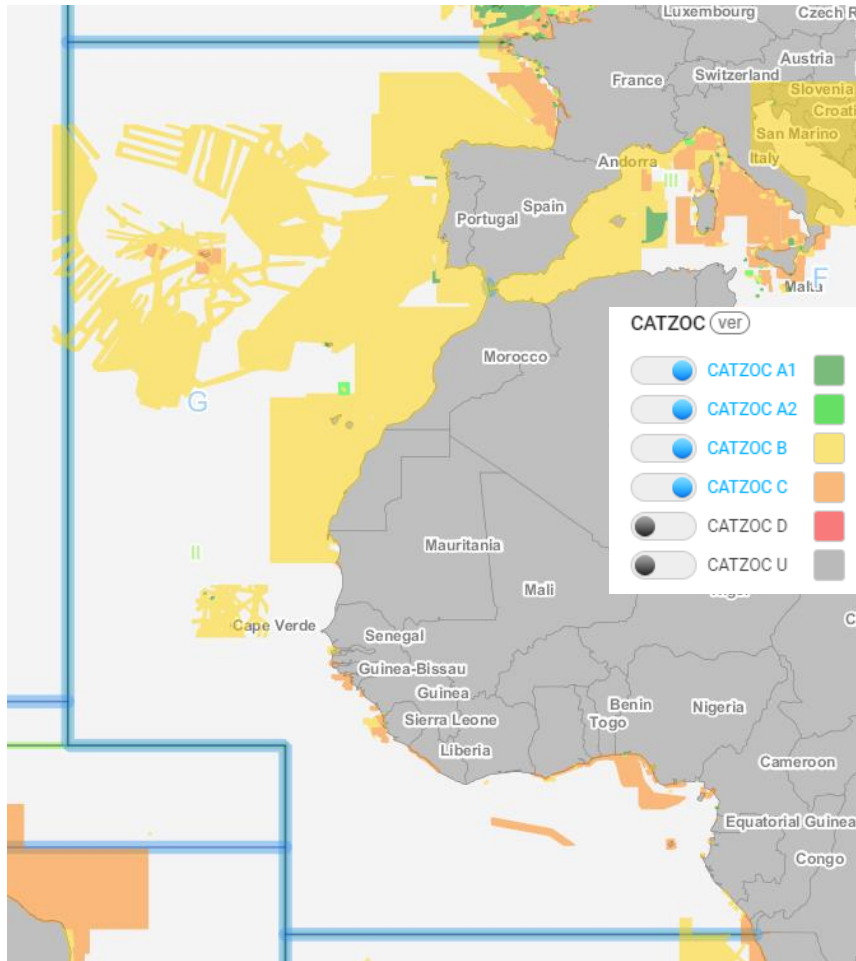 Luxembourg
Czech R
Austria
France
Switzerland
Slovenia
Croati
San Marino
Italy
Andorra
III
Portugal
Spain
F
Malta
CATZOC ver
Morocco
CATZOC A1
G
CATZOC A2
CATZOC B
CATZOC C
CATZOC D
II
Mauritania
CATZOC U
Mali
Cape Verde
C
Senegal
Guinea-Bissau
Guinea
Benin
Nigeria
Sierra Leone
Togo
Liberia
Cameroon
Equatorial Guinea
Congo